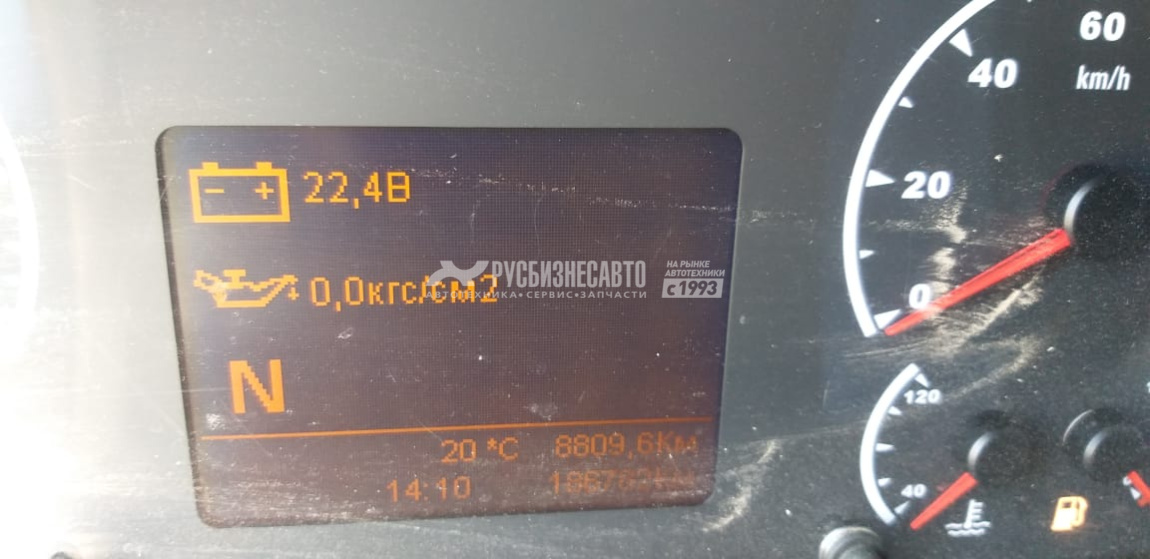 22,4В
0,0кгс/см2
N
20 *C 8809,6Км
14:10
РУСБИЗНЕСАВТО
АВТОТЕХНИКА • СЕРВИС • ЗАПЧАСТИ
НА РЫНКЕ
АВТОТЕХНИКИ
с 1993
60
km/h
40
20
0
120
40